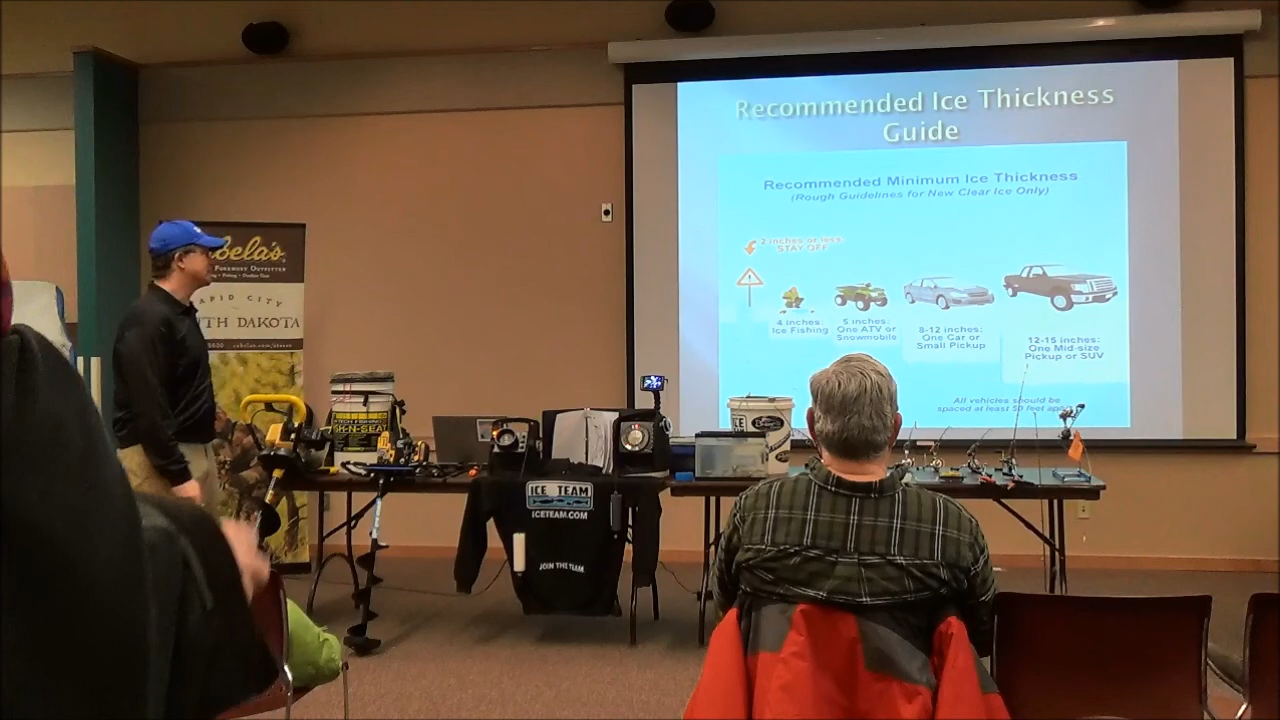 Recommended Ice Thickness
Guide
Recommended Minimum Ice Thickness
(Rough Guidelines for New Clear Ice Only)
2 inches or less
STAY OFF
4 inches:
Ice Fishing
5 inches:
One ATV or
Snowmobile
8-12 inches:
One Car or
Small Pickup
12-15 inches:
One Mid-size
Pickup or SUV
All vehicles should be
spaced at least 50 feet apart
bela's
FOREMOST OUTFITTER
APID CITY
TH DAKOTA
ICE TEAM
ICETEAM.COM
JOIN THE TEAM